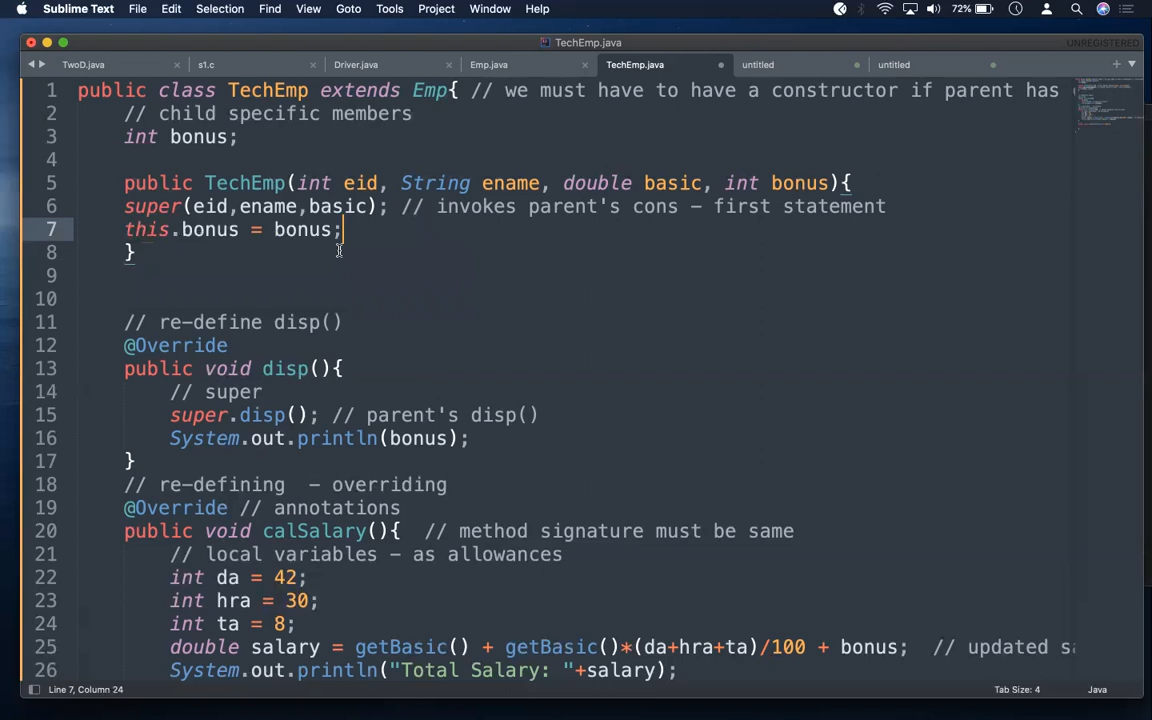 Sublime Text File Edit Selection Find View Goto Tools Project Window Help 72%
TechEmp.java UNREGISTERED
TwoD.java s1.c Driver.java Emp.java TechEmp.java untitled untitled
1 public class TechEmp extends Emp{ // we must have to have a constructor if parent has
2 // child specific members
3 int bonus;
4
5 public TechEmp(int eid, String ename, double basic, int bonus){
6 super(eid,ename,basic); // invokes parent's cons - first statement
7 this.bonus = bonus;
8 }
9
10
11 // re-define disp()
12 @Override
13 public void disp(){
14 // super
15 super.disp(); // parent's disp()
16 System.out.println(bonus);
17 }
18 // re-defining  - overriding
19 @Override // annotations
20 public void calSalary(){  // method signature must be same
21 // local variables - as allowances
22 int da = 42;
23 int hra = 30;
24 int ta = 8;
25 double salary = getBasic() + getBasic()*(da+hra+ta)/100 + bonus;  // updated
26 System.out.println("Total Salary: "+salary);
Line 7, Column 24 Tab Size: 4 Java